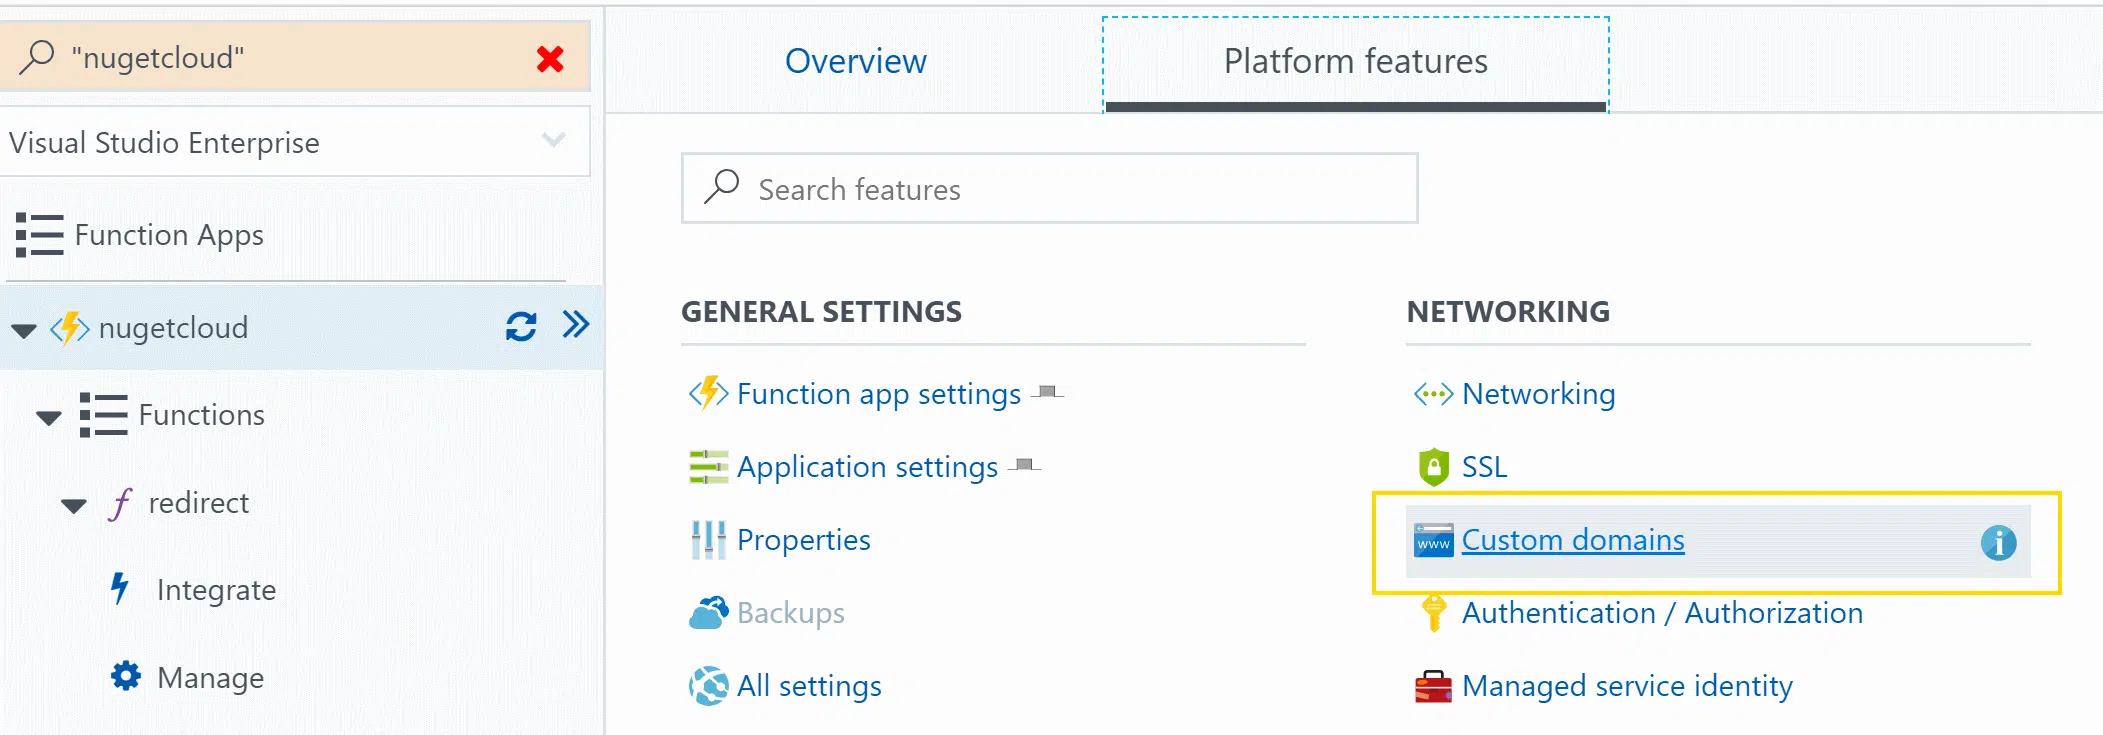 "nugetcloud"
Visual Studio Enterprise
Function Apps
nugetcloud
Functions
redirect
Integrate
Manage
Overview
Platform features
Search features
GENERAL SETTINGS
Function app settings
Application settings
Properties
Backups
All settings
NETWORKING
Networking
SSL
www
Custom domains
Authentication / Authorization
Managed service identity